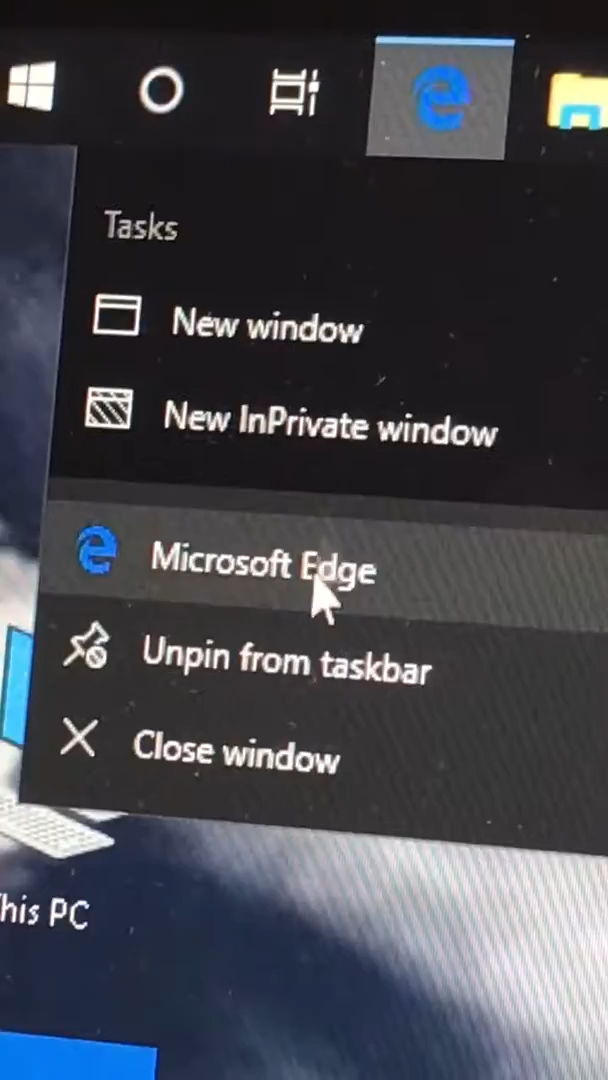 Tasks
New window
New InPrivate window
Microsoft Edge
Unpin from taskbar
Close window
his PC